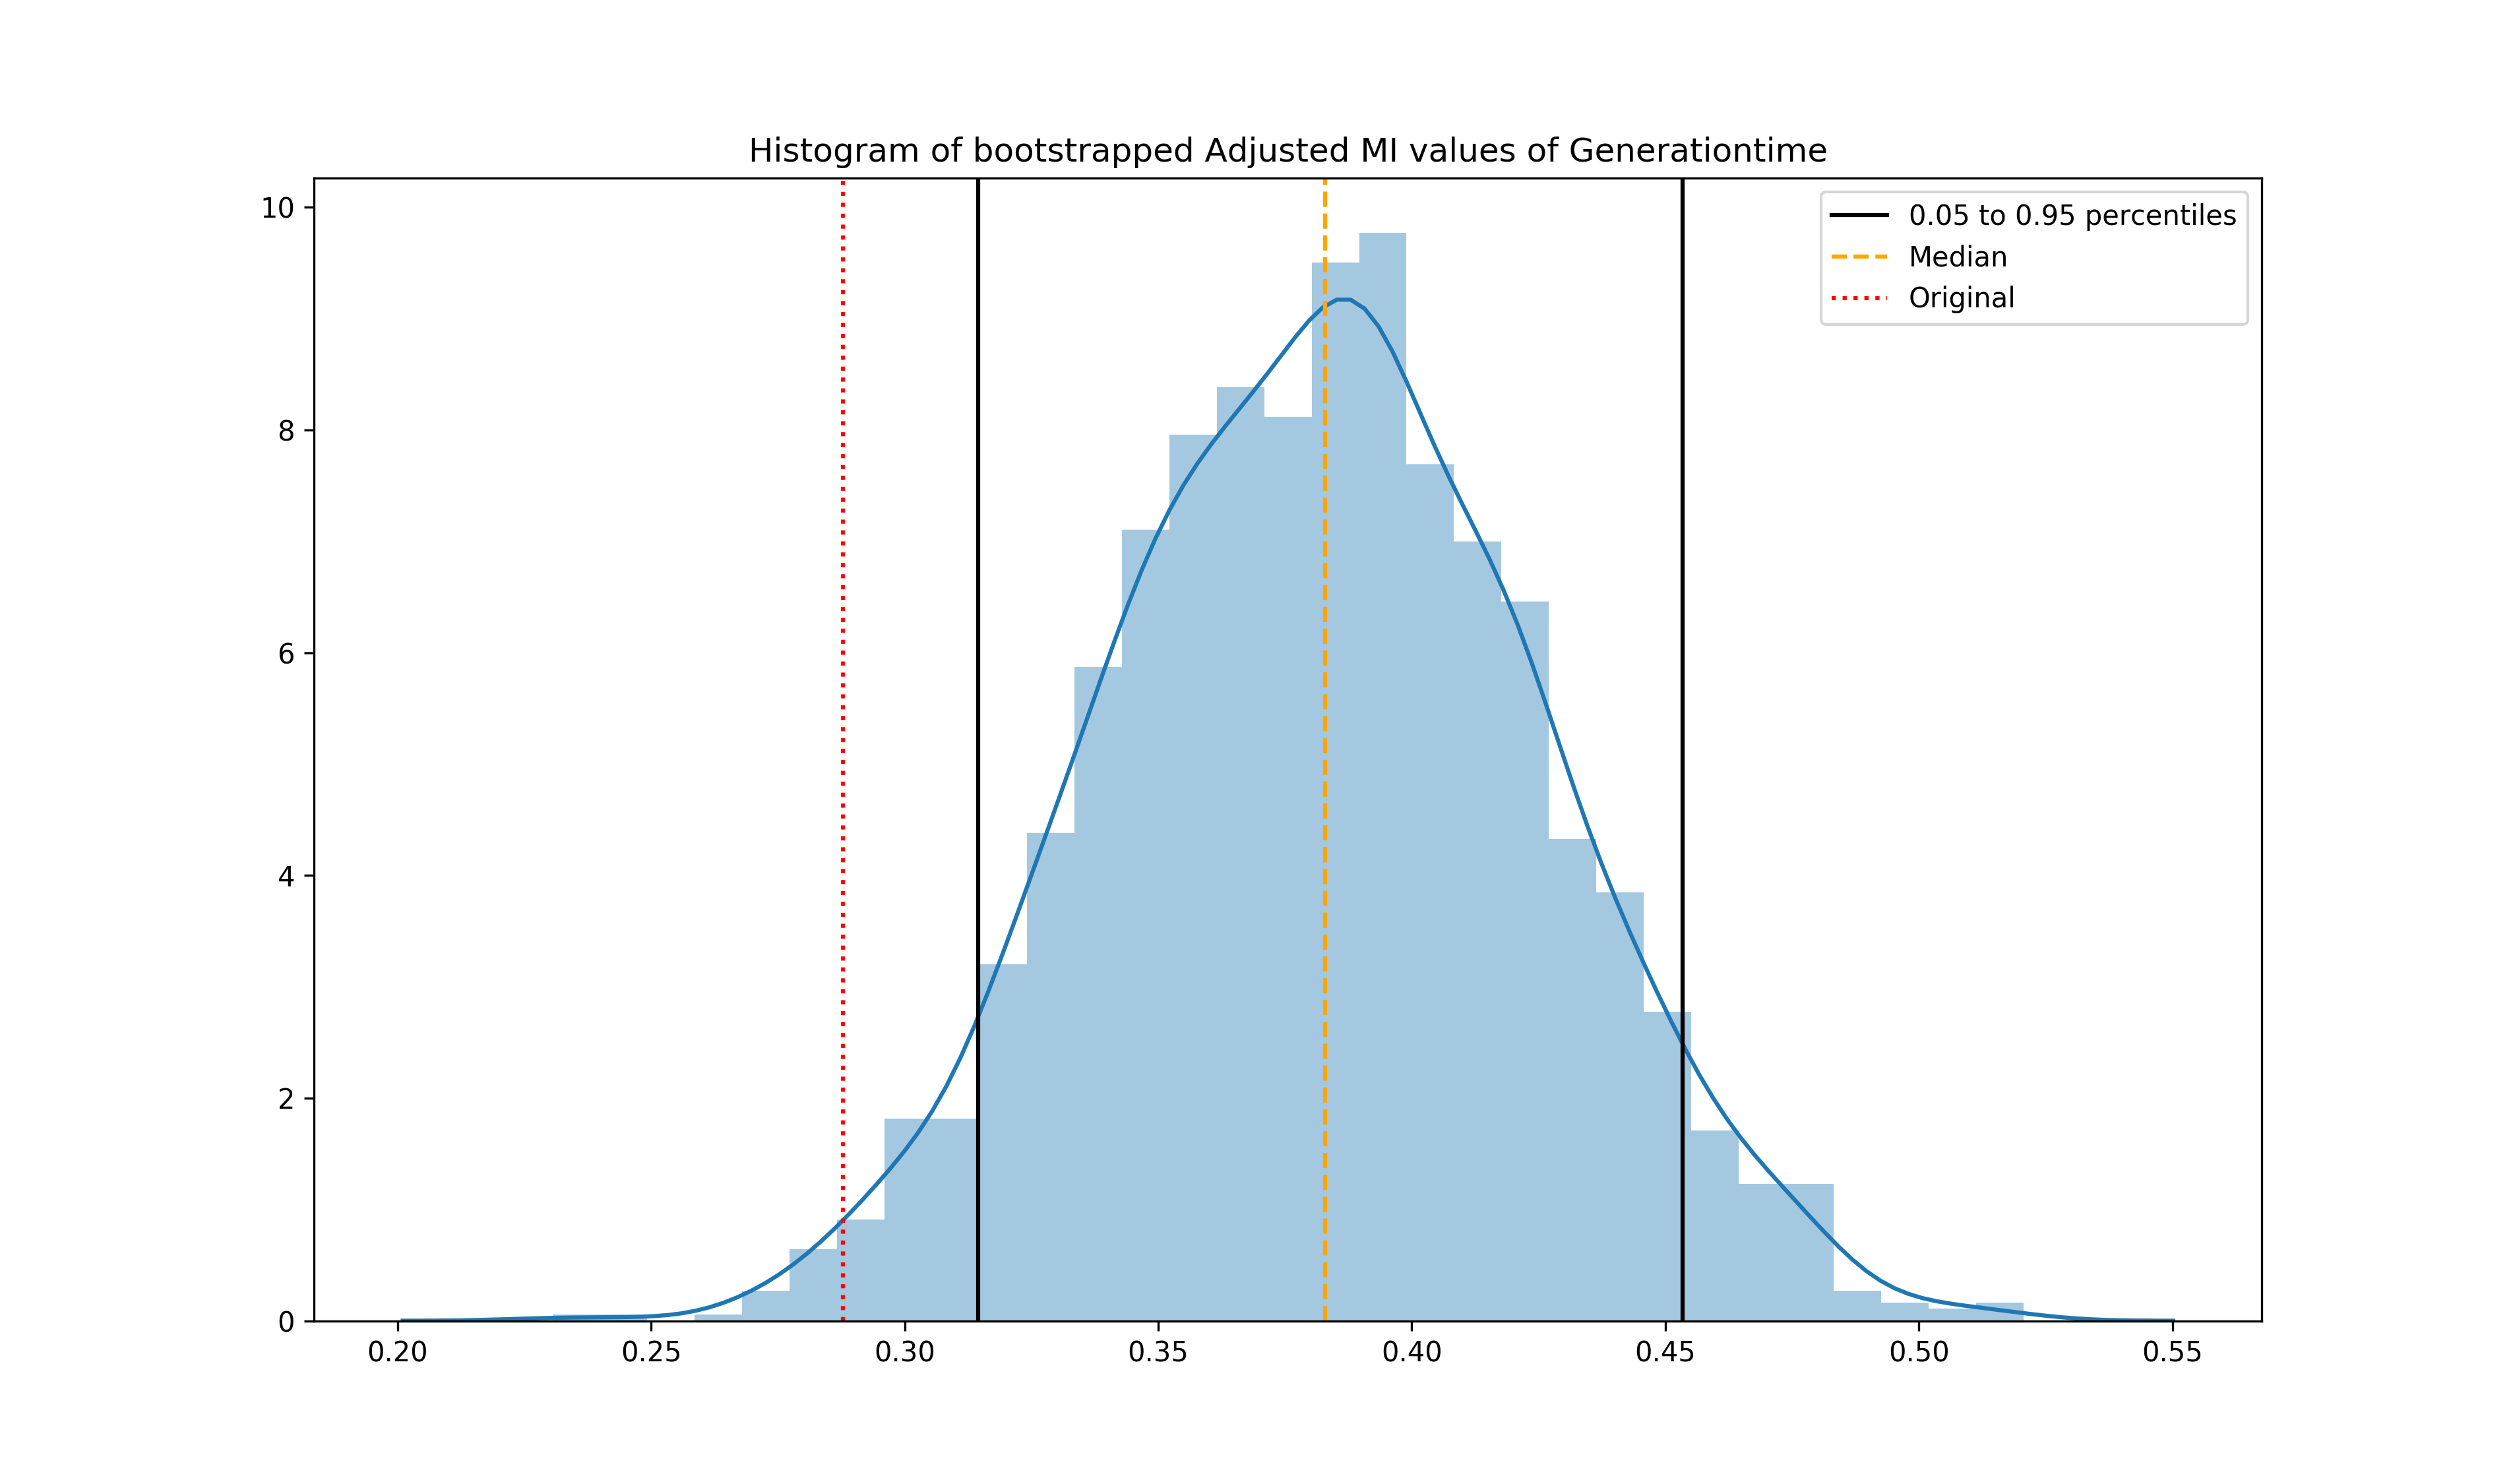 Histogram of bootstrapped Adjusted MI values of Generationtime
10
8
6
4
2
0
0.05 to 0.95 percentiles
Median
Original
0.20 0.25 0.30 0.35 0.40 0.45 0.50 0.55